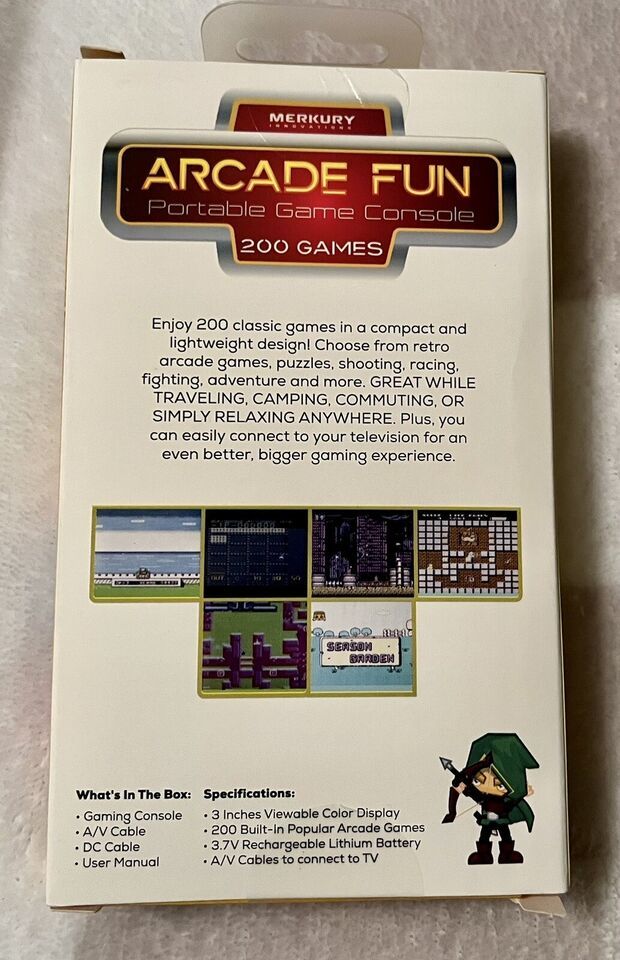 MERKURY
INNOVATIONS
ARCADE FUN
Portable Game Console
200 GAMES
Enjoy 200 classic games in a compact and
lightweight design! Choose from retro
arcade games, puzzles, shooting, racing,
fighting, adventure and more. GREAT WHILE
TRAVELING, CAMPING, COMMUTING, OR
SIMPLY RELAXING ANYWHERE. Plus, you
can easily connect to your television for an
even better, bigger gaming experience.
SEASON
GARDEN
What's In The Box:
• Gaming Console
• A/V Cable
• DC Cable
• User Manual
Specifications:
• 3 Inches Viewable Color Display
• 200 Built-in Popular Arcade Games
• 3.7V Rechargeable Lithium Battery
• A/V Cables to connect to TV